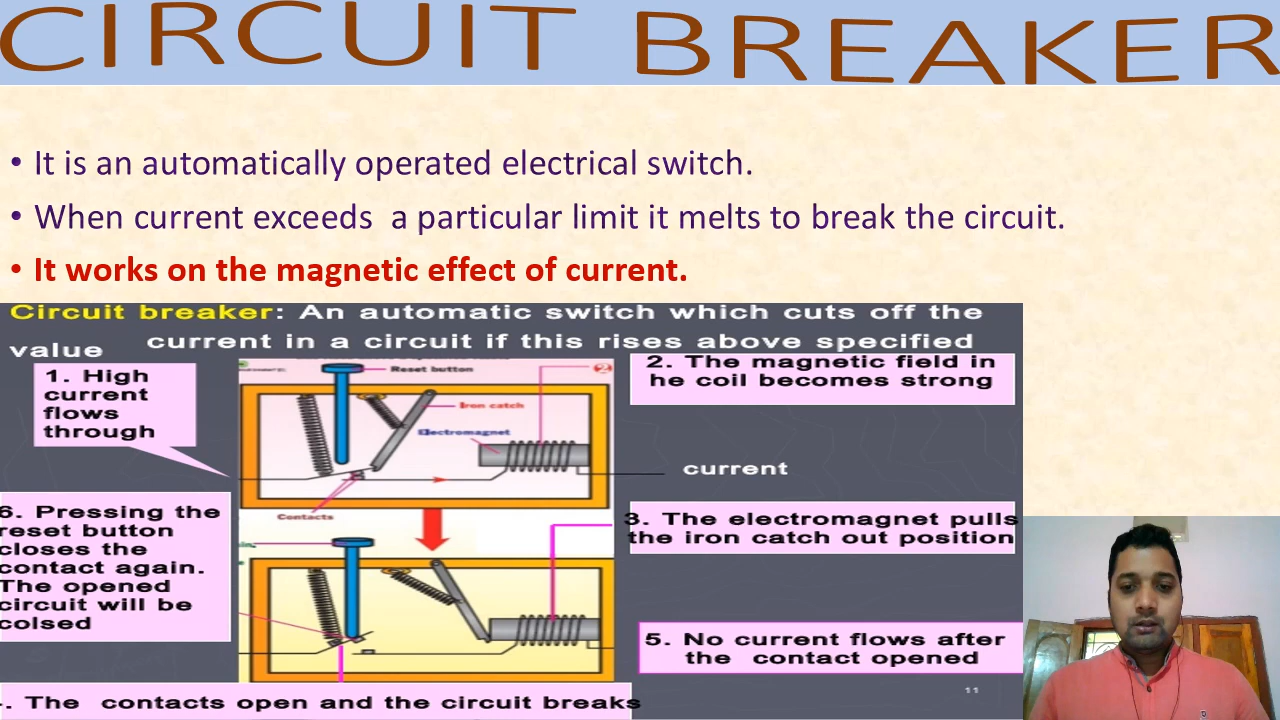 CIRCUIT BREAKER
• It is an automatically operated electrical switch.
• When current exceeds a particular limit it melts to break the circuit.
• It works on the magnetic effect of current.
Circuit breaker: An automatic switch which cuts off the
current in a circuit if this rises above specified
value
1. High
current
flows
through
Reset button
2
Iron catch
Electromagnet
Contacts
2. The magnetic field in
he coil becomes strong
current
3. The electromagnet pulls
the iron catch out position
6. Pressing the
reset button
closes the
contact again.
The opened
circuit will be
colsed
5. No current flows after
the contact opened
. The contacts open and the circuit breaks
11